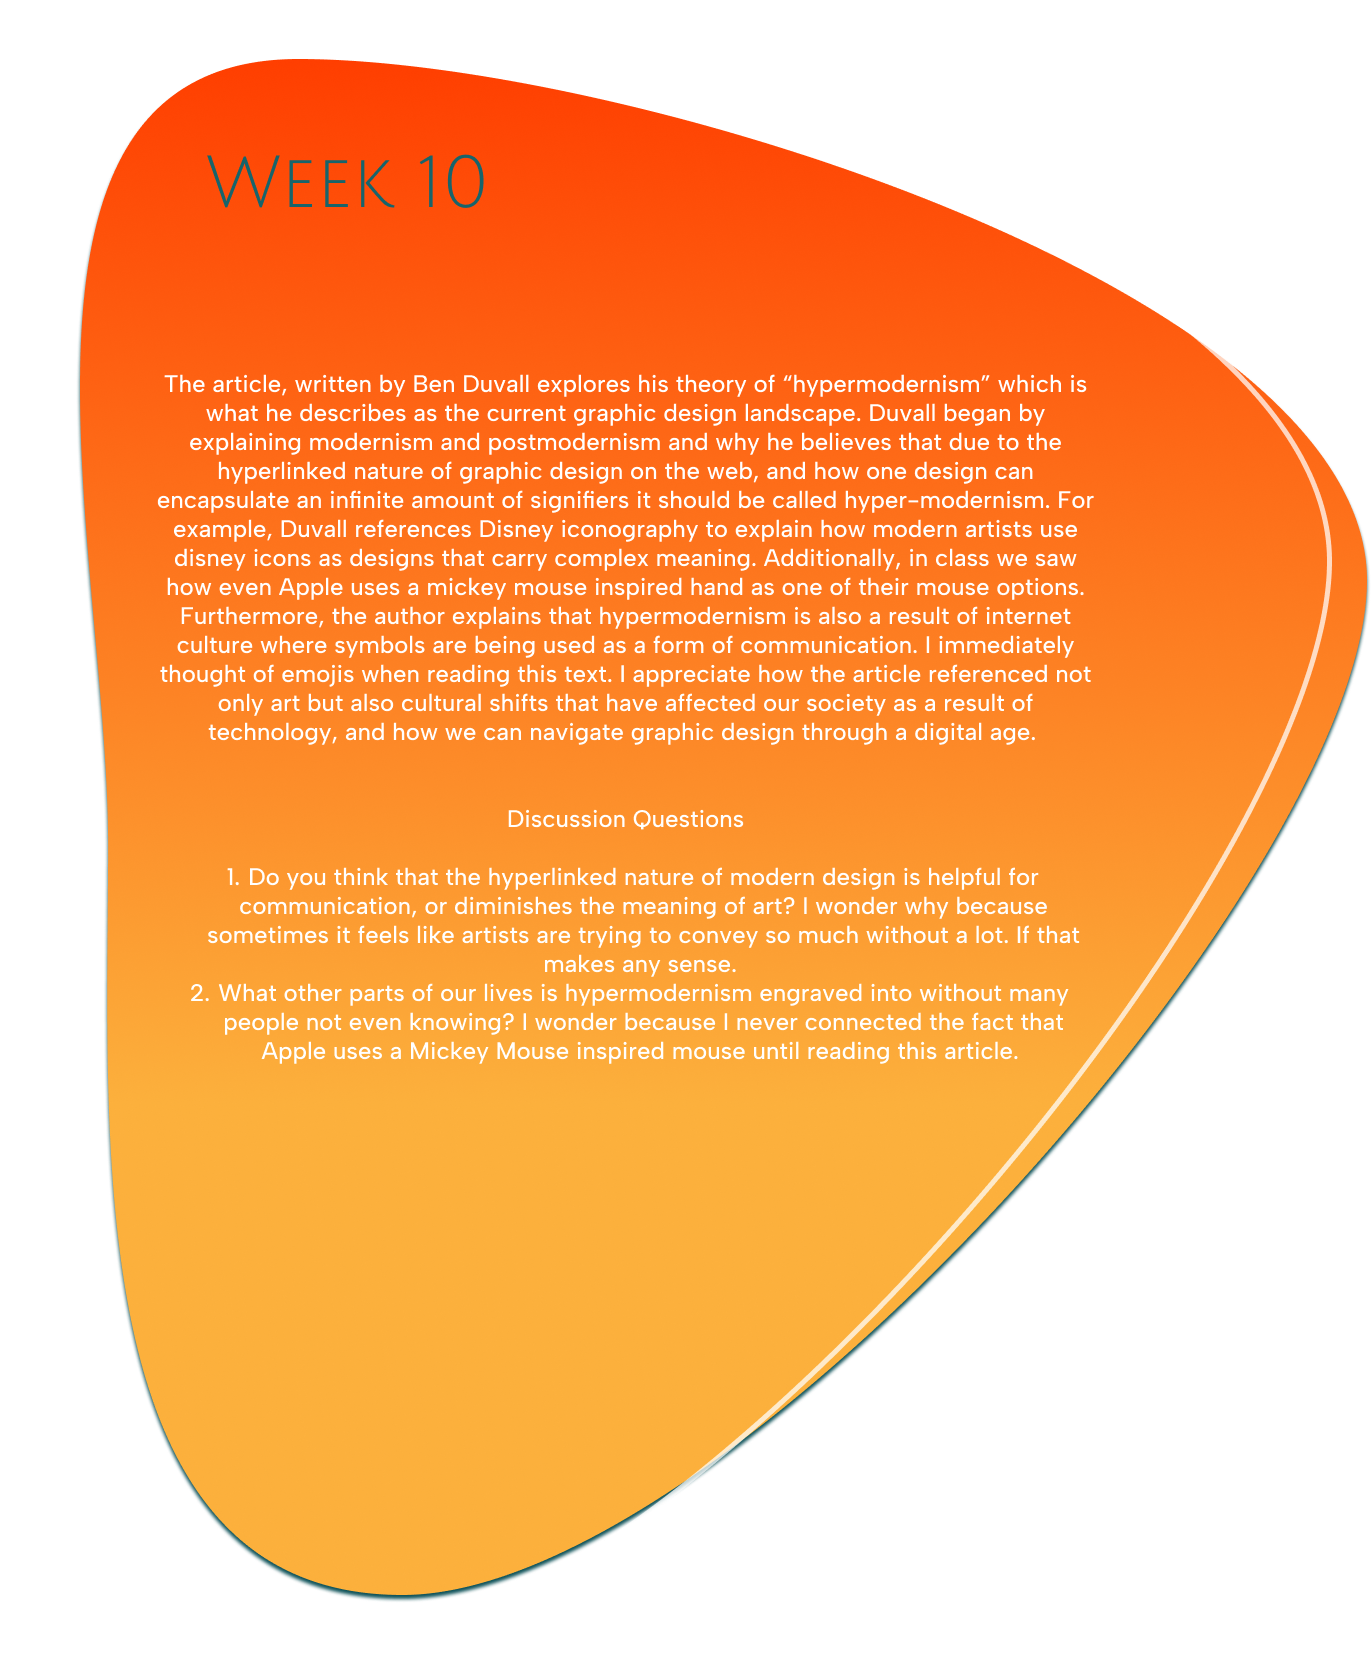 Week 10
The article, written by Ben Duvall explores his theory of “hypermodernism” which is
what he describes as the current graphic design landscape. Duvall began by
explaining modernism and postmodernism and why he believes that due to the
hyperlinked nature of graphic design on the web, and how one design can
encapsulate an infinite amount of signifiers it should be called hyper-modernism. For
example, Duvall references Disney iconography to explain how modern artists use
disney icons as designs that carry complex meaning. Additionally, in class we saw
how even Apple uses a mickey mouse inspired hand as one of their mouse options.
Furthermore, the author explains that hypermodernism is also a result of internet
culture where symbols are being used as a form of communication. I immediately
thought of emojis when reading this text. I appreciate how the article referenced not
only art but also cultural shifts that have affected our society as a result of
technology, and how we can navigate graphic design through a digital age.
Discussion Questions
1. Do you think that the hyperlinked nature of modern design is helpful for
communication, or diminishes the meaning of art? I wonder why because
sometimes it feels like artists are trying to convey so much without a lot. If that
makes any sense.
2. What other parts of our lives is hypermodernism engraved into without many
people not even knowing? I wonder because I never connected the fact that
Apple uses a Mickey Mouse inspired mouse until reading this article.